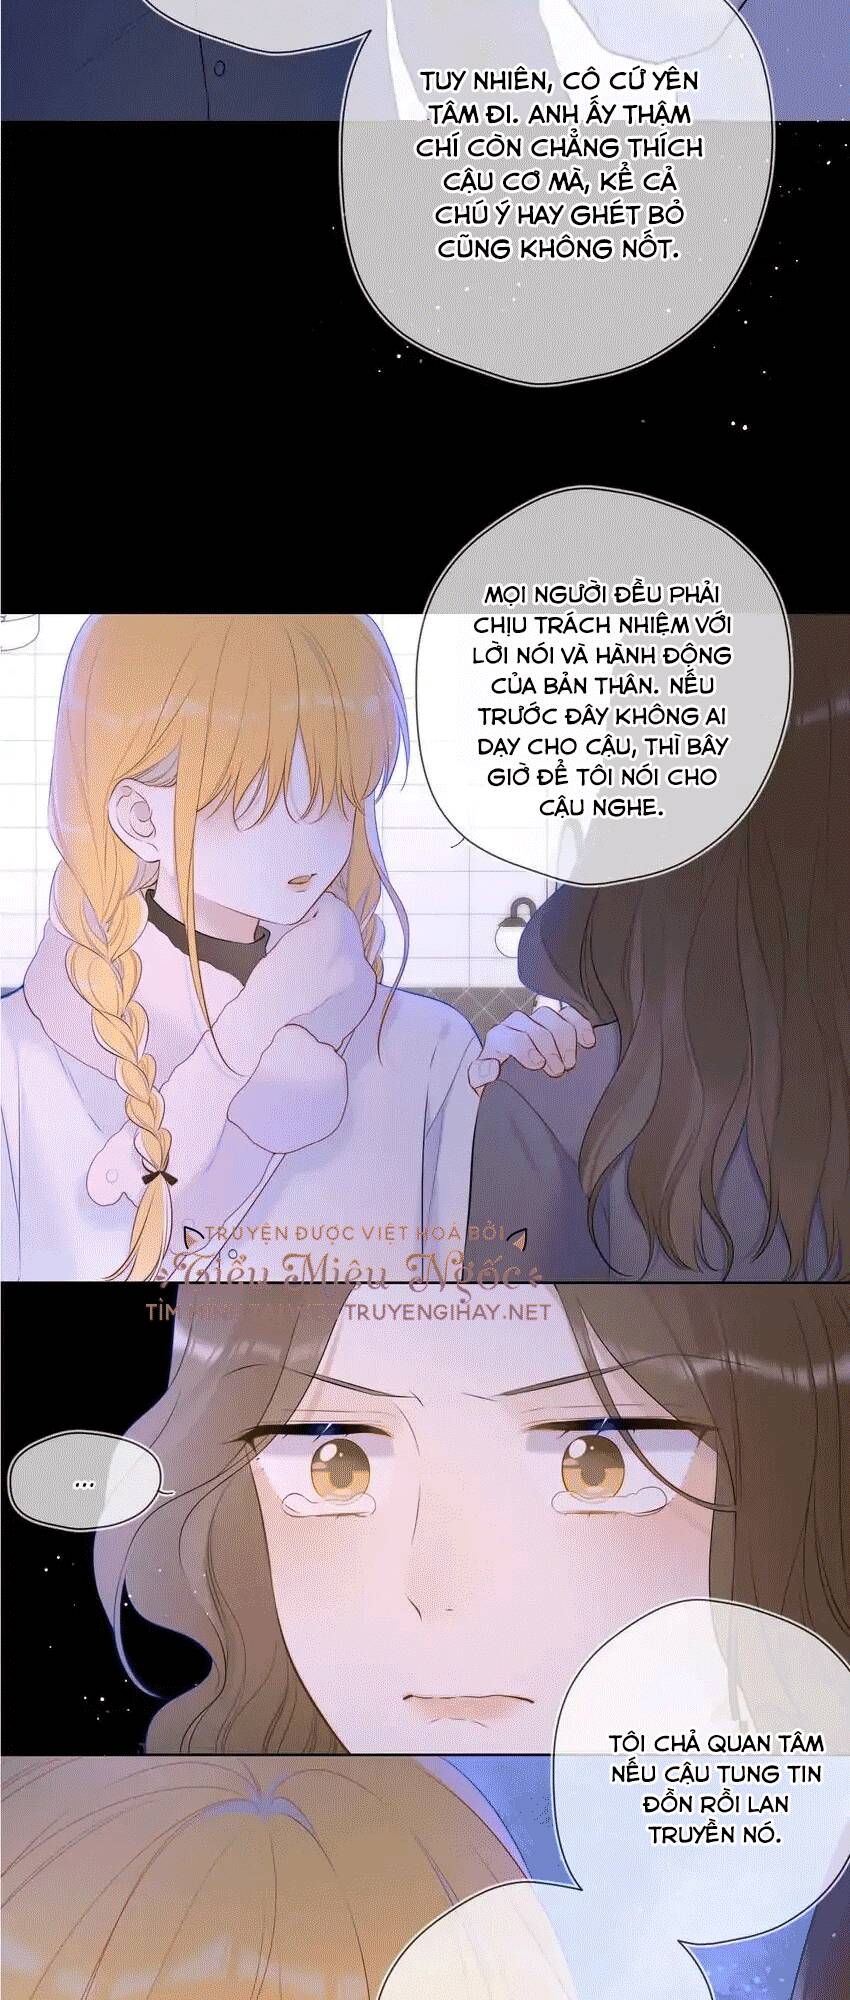 TUY NHIÊN, CÔ CỨ YÊN
TÂM ĐI. ANH ẤY THẬM
CHÍ CÒN CHẲNG THÍCH
CẬU CƠ MÀ, KỂ CẢ
CHÚ Ý HAY GHÉT BỎ
CŨNG KHÔNG NỐT.
MỌI NGƯỜI ĐỀU PHẢI
CHỊU TRÁCH NHIỆM VỚI
LỜI NÓI VÀ HÀNH ĐỘNG
CỦA BẢN THÂN. NẾU
TRƯỚC ĐÂY KHÔNG AI
DẠY CHO CẬU, THÌ BÂY
GIỜ ĐỂ TÔI NÓI CHO
CẬU NGHE.
TRUYỆN ĐƯỢC VIỆT HOÁ BỞI
Tiểu Miêu Ngốc
TÌM TRUYENGIHAY.NET
...
TÔI CHẢ QUAN TÂM
NẾU CẬU TUNG TIN
ĐỒN RỒI LAN
TRUYỀN NÓ.